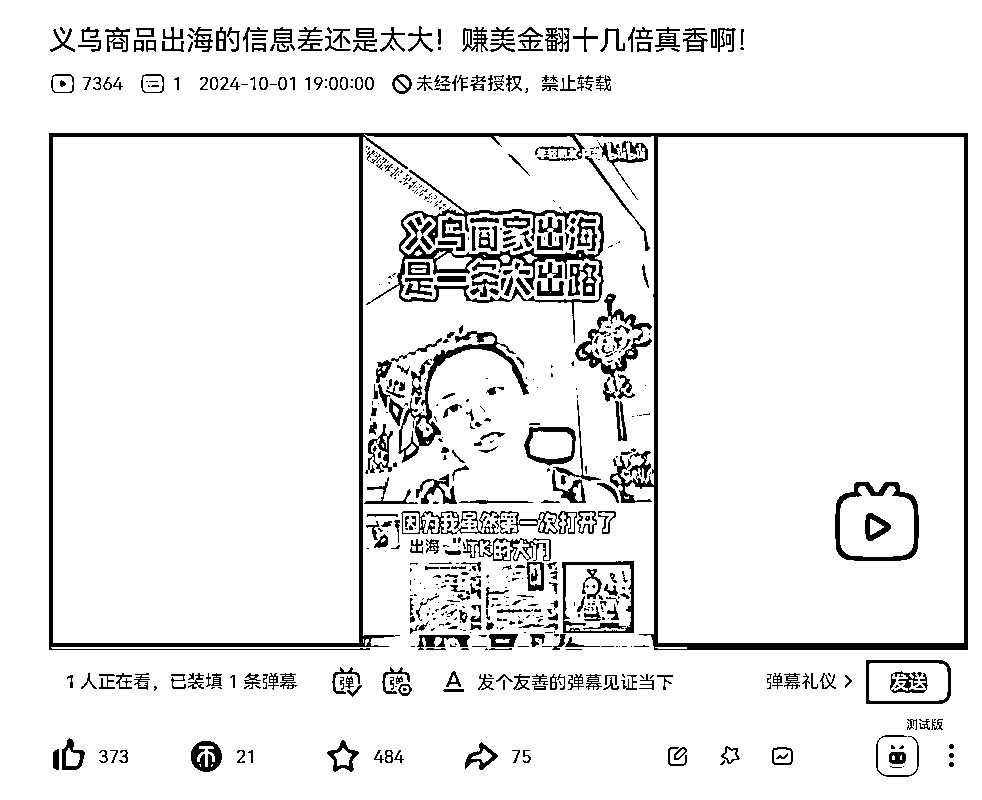 义乌商品出海的信息差还是太大！赚美金翻十几倍真香啊！
7364 1 2024-10-01 19:00:00 未经作者授权，禁止转载
义乌商家出海
是一条大出路
因为我虽然第一次打开了
出海 的大门
1 人正在看，已装填 1 条弹幕 弹 弹 A 发个友善的弹幕见证当下 弹幕礼仪 发送
测试版
373 21 484 75